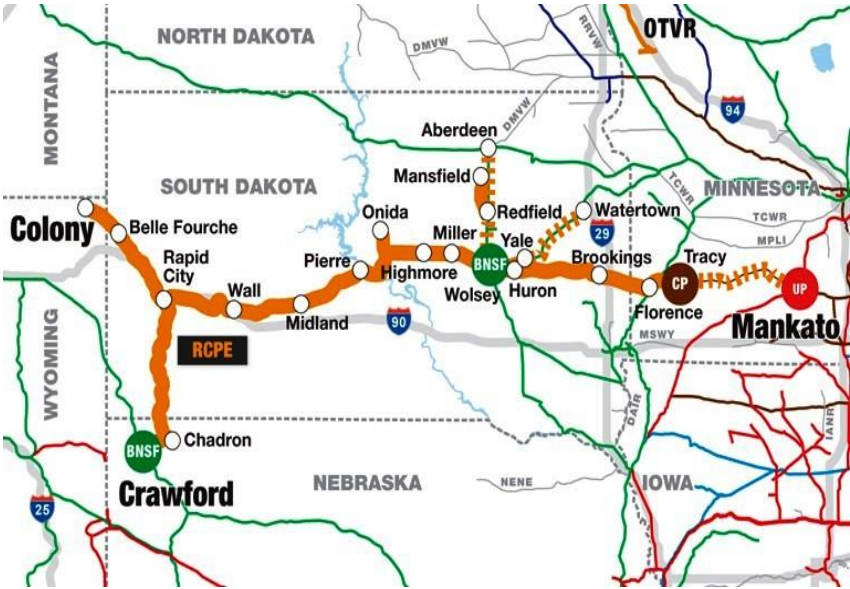 NORTH DAKOTA
DMVW
RRVW
OTVR
94
MONTANA
Aberdeen
DMVW
Mansfield
SOUTH DAKOTA
TCWR
MINNESOTA
Colony
Belle Fourche
Onida
Redfield
Watertown
TCWR
29
MPLI
Miller
Yale
Rapid
City
Pierre
Highmore
BNSF
Brookings
Tracy
Wall
Wolsey
Huron
CP
UP
Midland
Florence
Mankato
90
MSWY
RCPE
WYOMING
DAIR
IANR
Chadron
BNSF
NEBRASKA
NENE
IOWA
Crawford
25